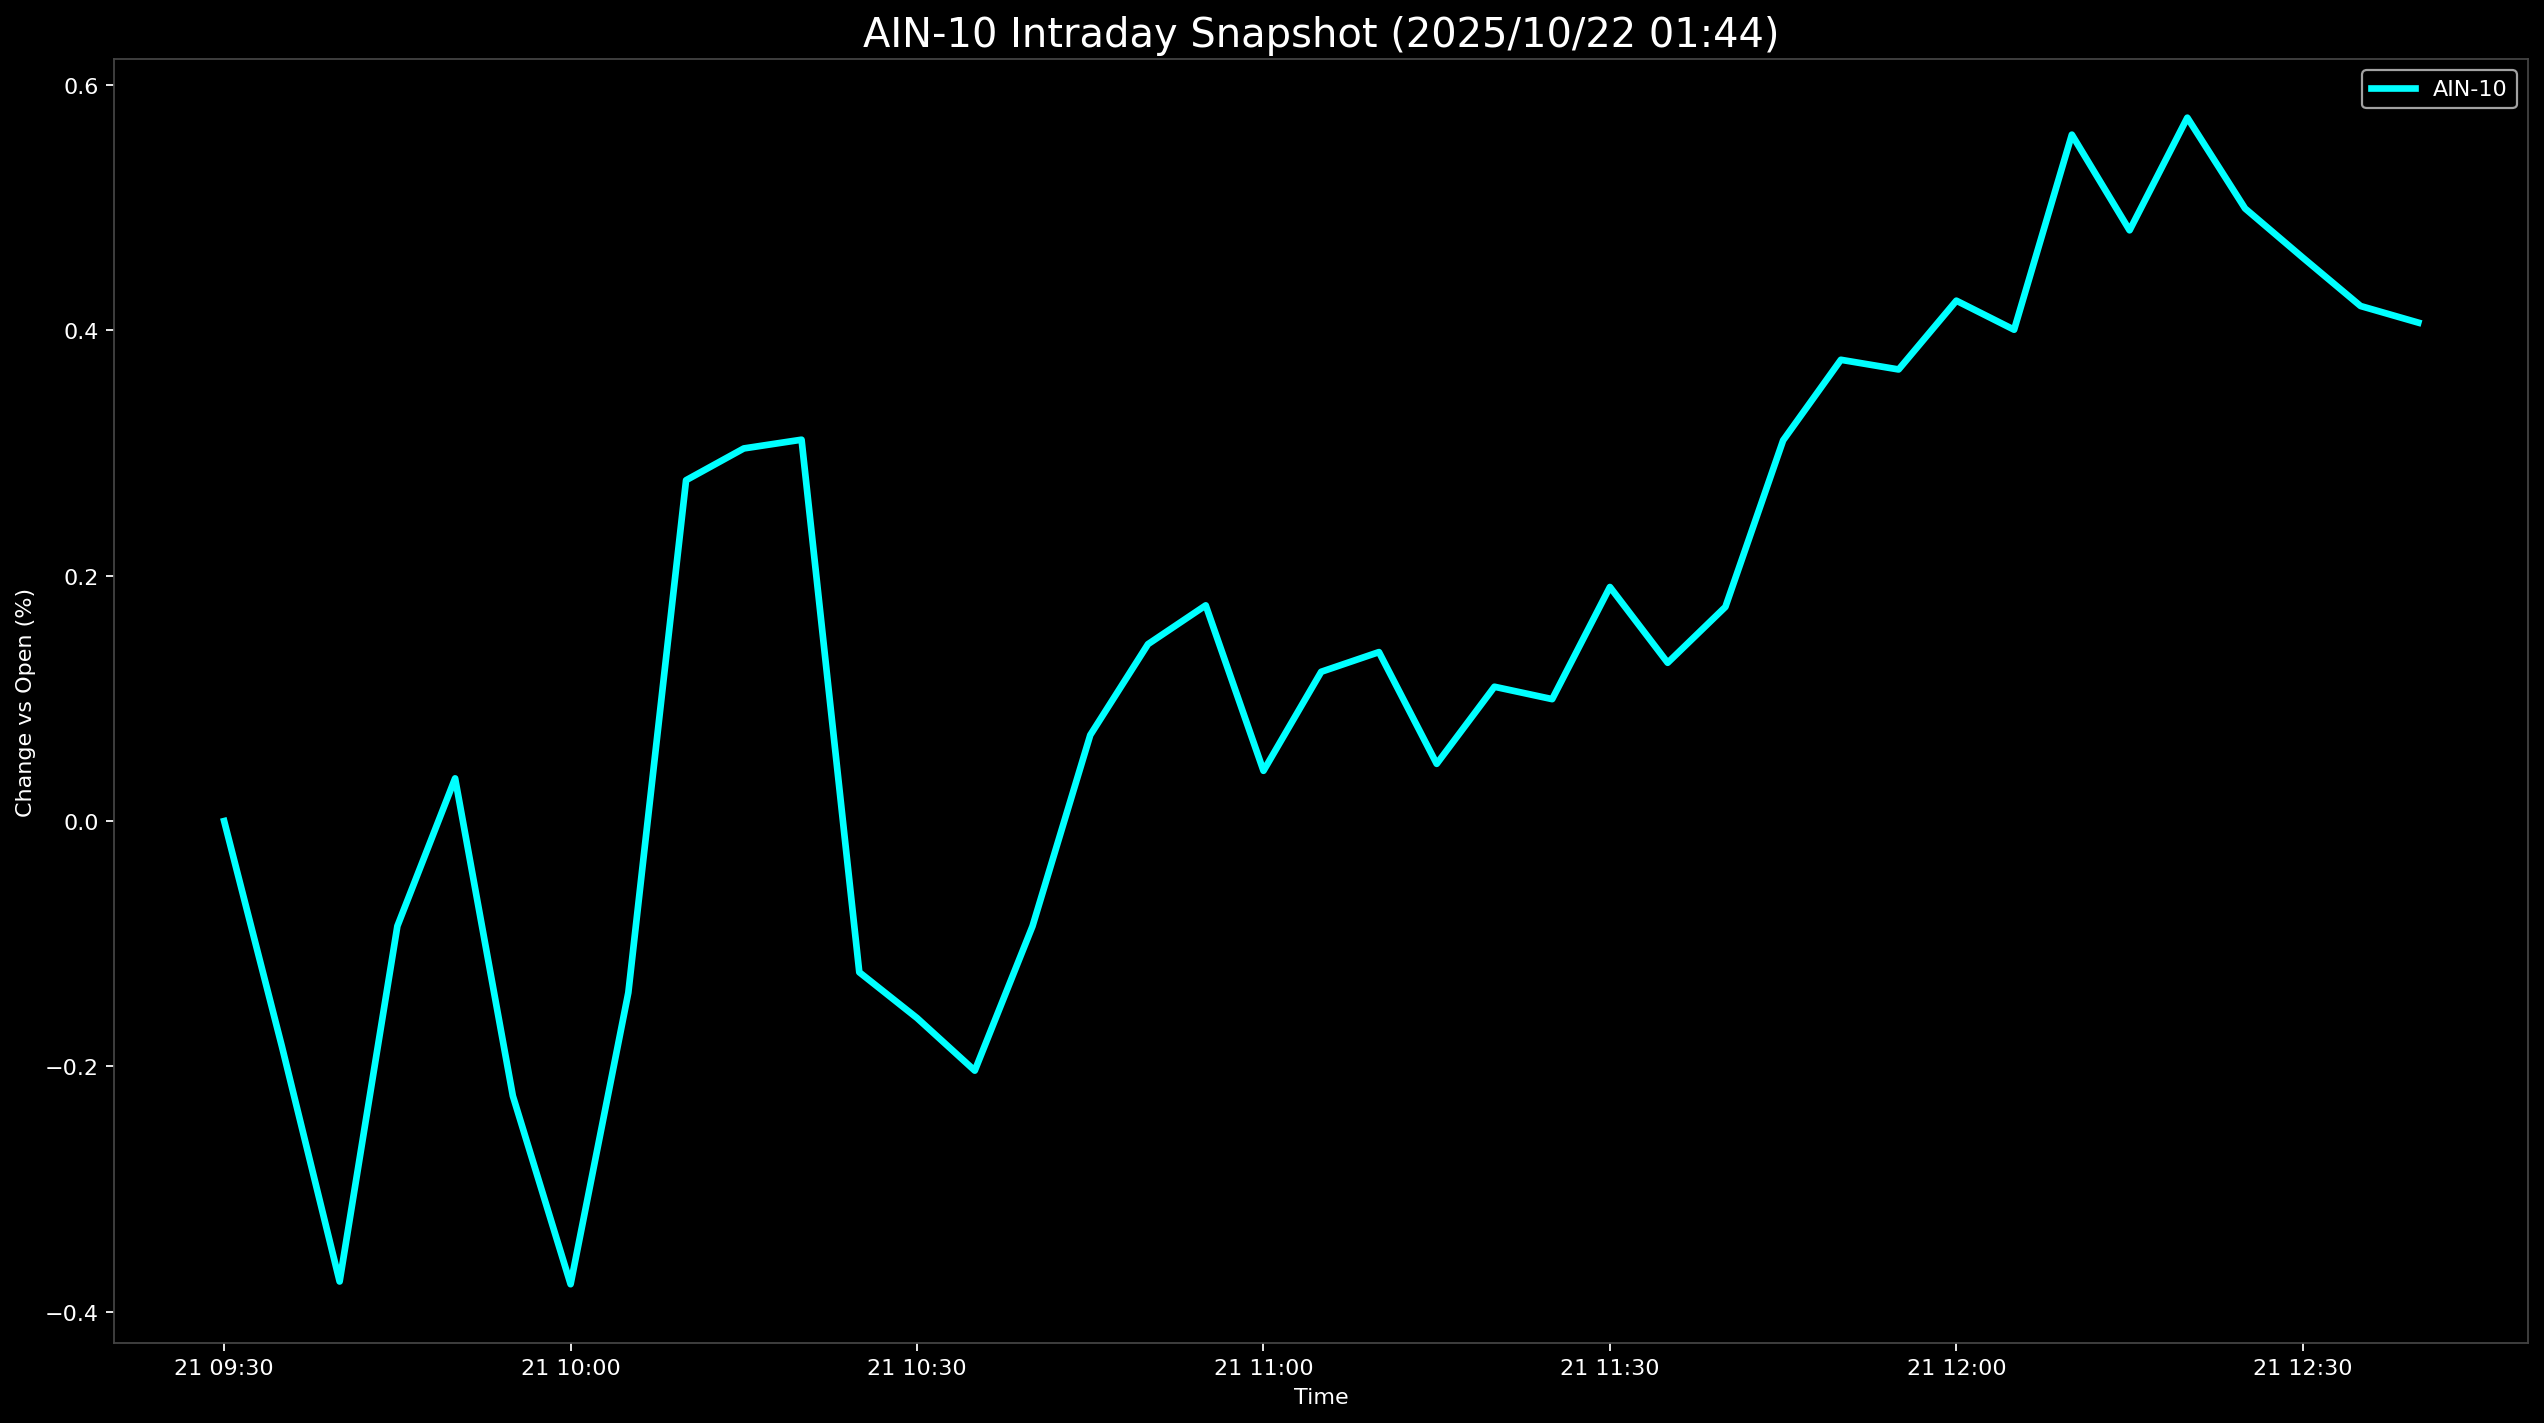 AIN-10 Intraday Snapshot (2025/10/22 01:44)
AIN-10
0.6
0.4
0.2
0.0
−0.2
−0.4
Change vs Open (%)
21 09:30 21 10:00 21 10:30 21 11:00 21 11:30 21 12:00 21 12:30
Time